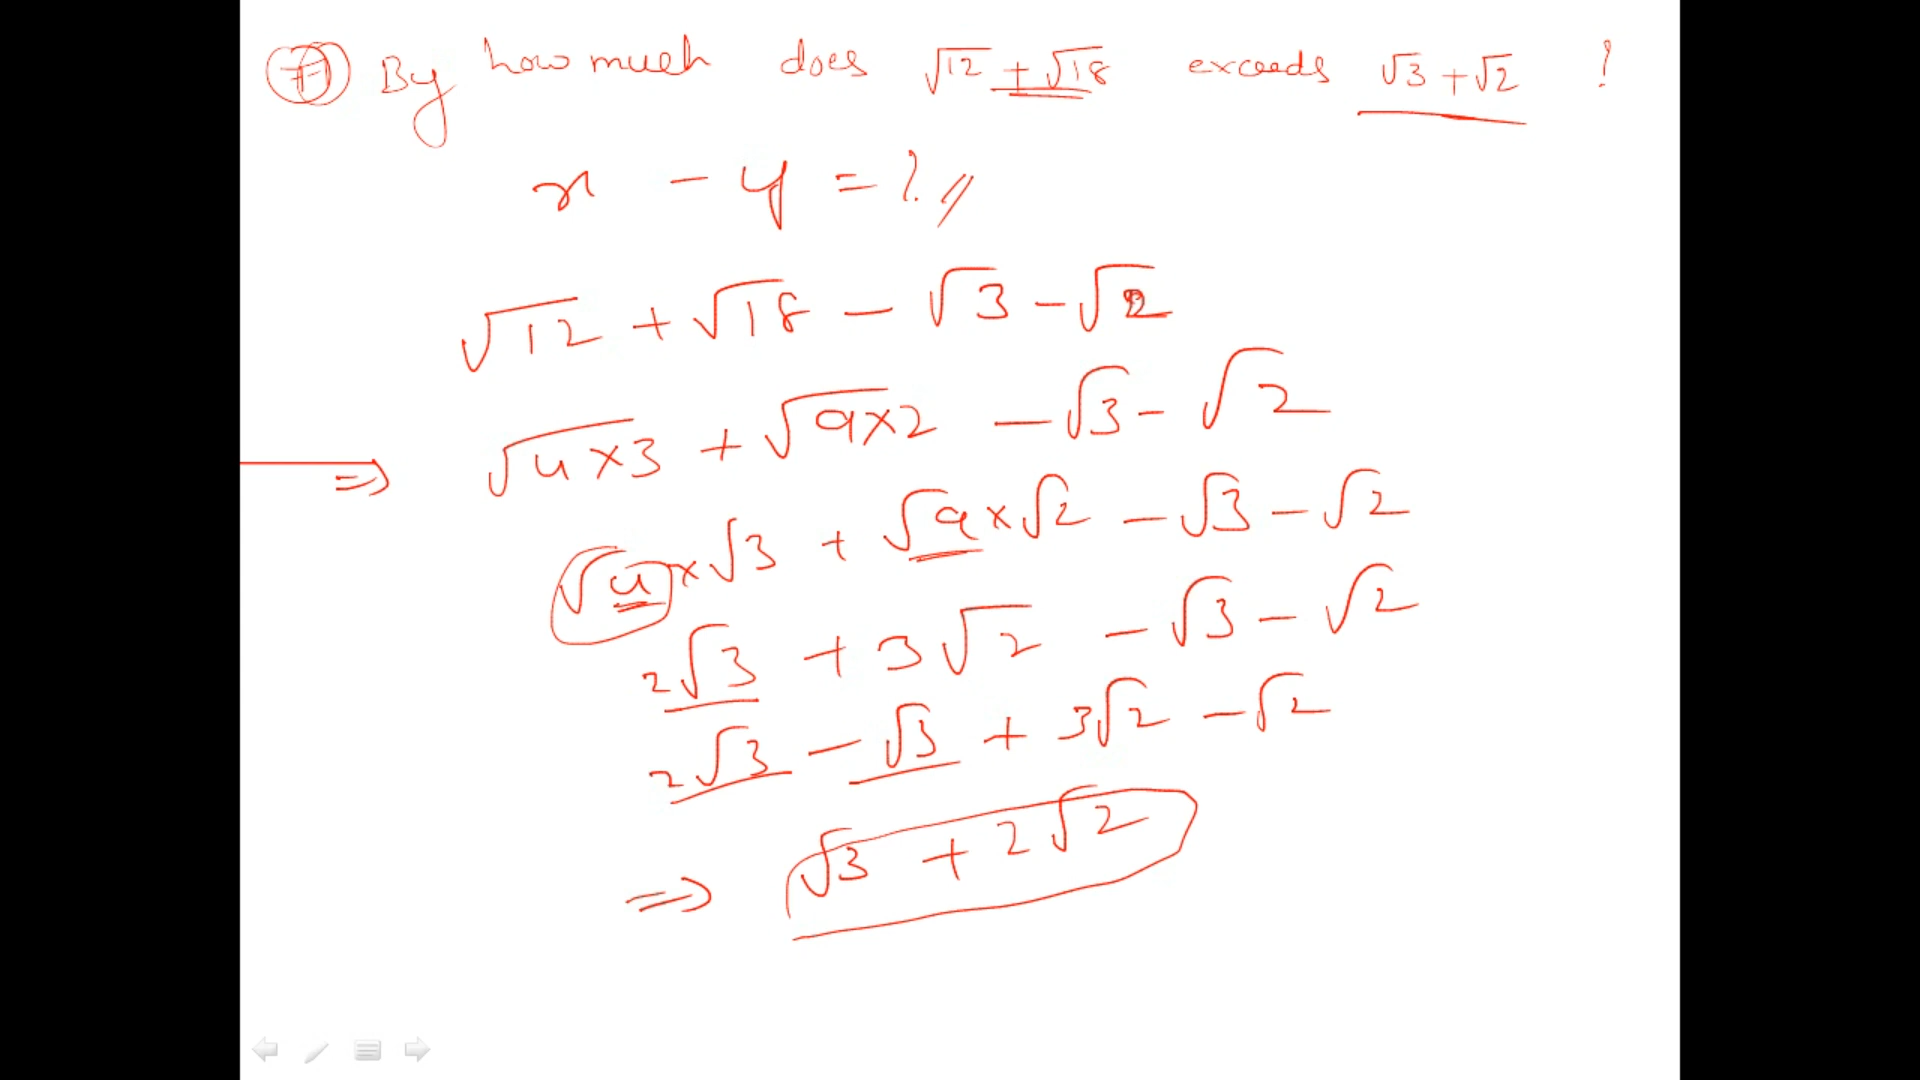 7 By how much does √12 + √18 exceeds √3 + √2 ?
x - y = ? //
√12 + √18 - √3 - √2
⇒ √4×3 + √9×2 - √3 - √2
√4 × √3 + √9 × √2 - √3 - √2
2√3 + 3√2 - √3 - √2
2√3 - √3 + 3√2 - √2
⇒ √3 + 2√2